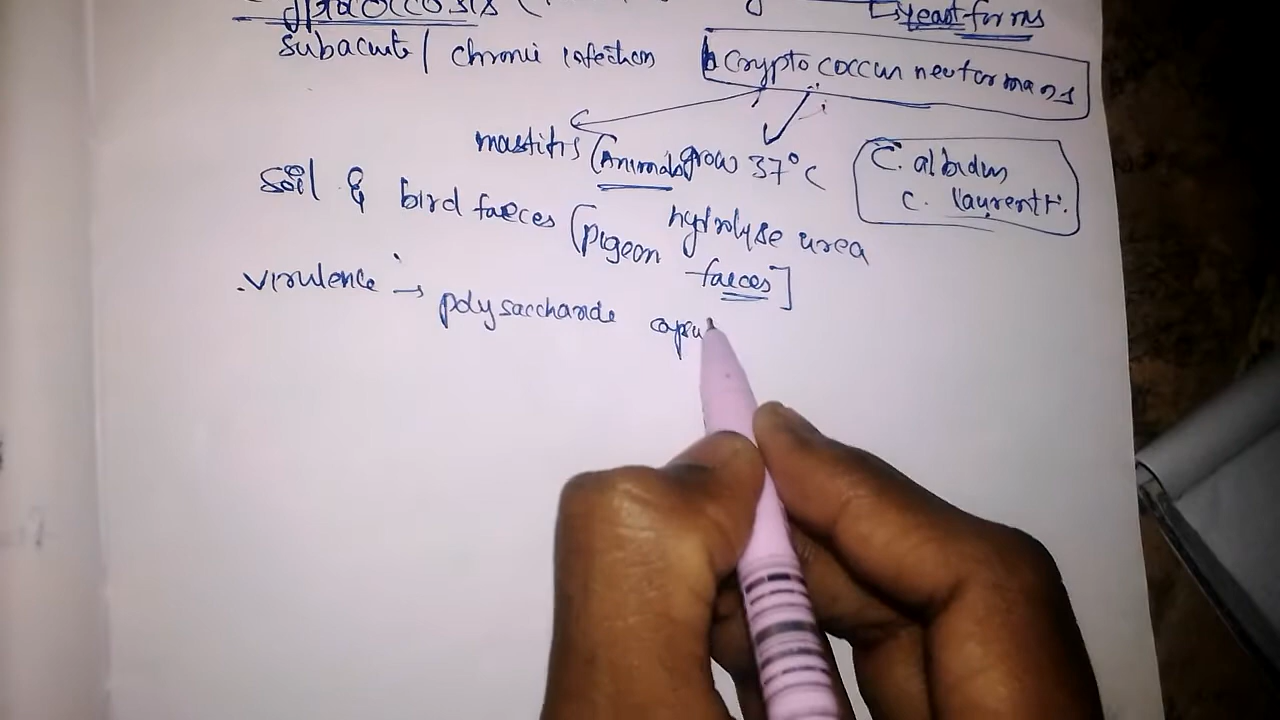 yeast forms
subacute / chronic infection
Cryptococcus neoformans
mastitis (Animals
grow 37°C
C. albidus
C. laurentii.
soil & bird faeces (pigeon faeces]
hydrolyse urea
virulence → polysaccharide capsu